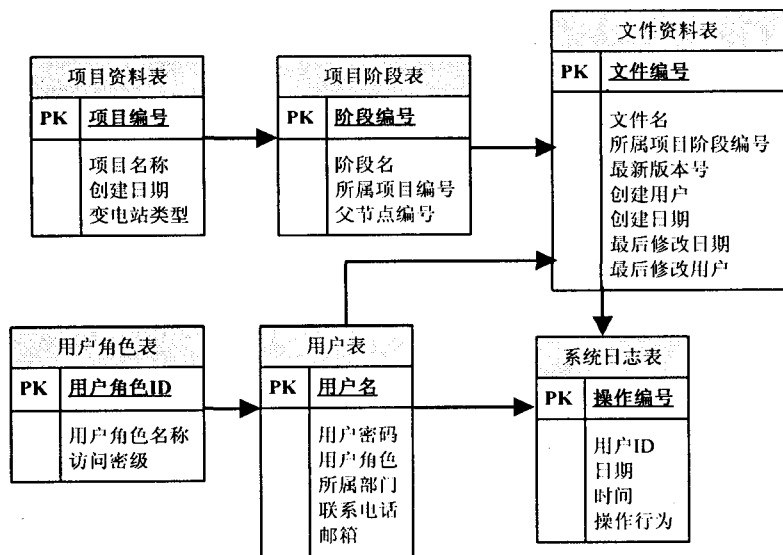 项目资料表
PK 项目编号
项目名称
创建日期
变电站类型
项目阶段表
PK 阶段编号
阶段名
所属项目编号
父节点编号
文件资料表
PK 文件编号
文件名
所属项目阶段编号
最新版本号
创建用户
创建日期
最后修改日期
最后修改用户
用户角色表
PK 用户角色ID
用户角色名称
访问密级
用户表
PK 用户名
用户密码
用户角色
所属部门
联系电话
邮箱
系统日志表
PK 操作编号
用户ID
日期
时间
操作行为